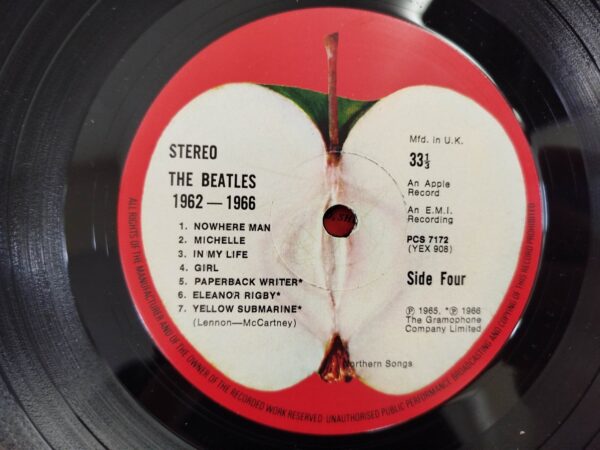 STEREO
THE BEATLES
1962 — 1966
1. NOWHERE MAN
2. MICHELLE
3. IN MY LIFE
4. GIRL
5. PAPERBACK WRITER*
6. ELEANOR RIGBY*
7. YELLOW SUBMARINE*
(Lennon—McCartney)
Mfd. in U.K.
33⅓
An Apple
Record
An E.M.I.
Recording
PCS 7172
(YEX 908)
Side Four
℗ 1965, *℗ 1966
The Gramophone
Company Limited
Northern Songs
ALL RIGHTS OF THE MANUFACTURER AND OF THE OWNER OF THE RECORDED WORK RESERVED UNAUTHORISED PUBLIC PERFORMANCE BROADCASTING AND COPYING OF THIS RECORD PROHIBITED